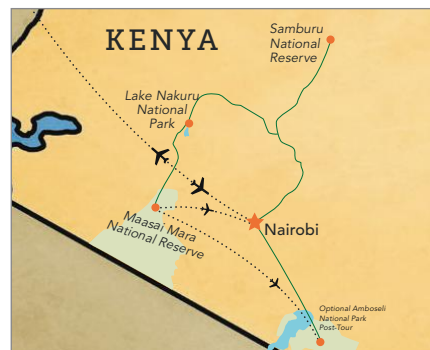 KENYA
Samburu
National
Reserve
Lake Nakuru
National
Park
Maasai Mara
National Reserve
Nairobi
Optional Amboseli
National Park
Post-Tour